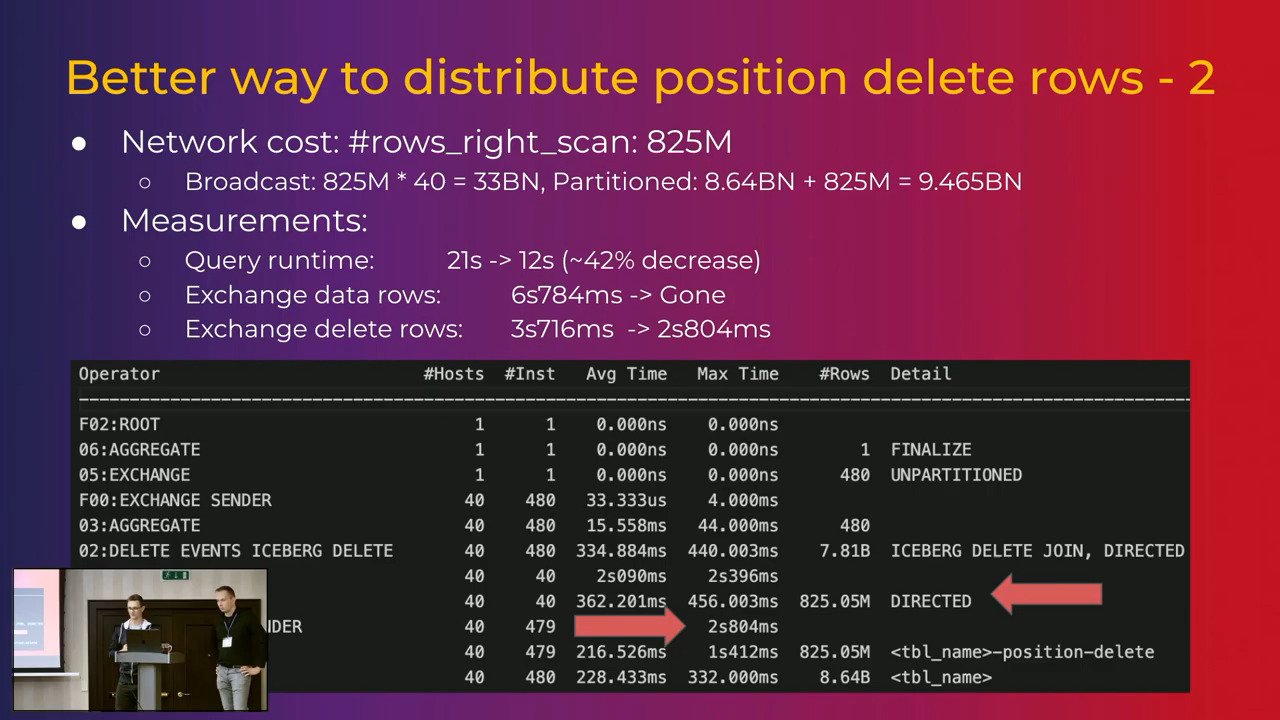 Better way to distribute position delete rows - 2
● Network cost: #rows_right_scan: 825M
○ Broadcast: 825M * 40 = 33BN, Partitioned: 8.64BN + 825M = 9.465BN
● Measurements:
○ Query runtime: 21s -> 12s (~42% decrease)
○ Exchange data rows: 6s784ms -> Gone
○ Exchange delete rows: 3s716ms -> 2s804ms
Operator #Hosts #Inst Avg Time Max Time #Rows Detail
F02:ROOT 1 1 0.000ns 0.000ns
06:AGGREGATE 1 1 0.000ns 0.000ns 1 FINALIZE
05:EXCHANGE 1 1 0.000ns 0.000ns 480 UNPARTITIONED
F00:EXCHANGE SENDER 40 480 33.333us 4.000ms
03:AGGREGATE 40 480 15.558ms 44.000ms 480
02:DELETE EVENTS ICEBERG DELETE 40 480 334.884ms 440.003ms 7.81B ICEBERG DELETE JOIN, DIRECTED
40 40 2s090ms 2s396ms
40 40 362.201ms 456.003ms 825.05M DIRECTED
NDER 40 479 2s804ms
40 479 216.526ms 1s412ms 825.05M <tbl_name>-position-delete
40 480 228.433ms 332.000ms 8.64B <tbl_name>